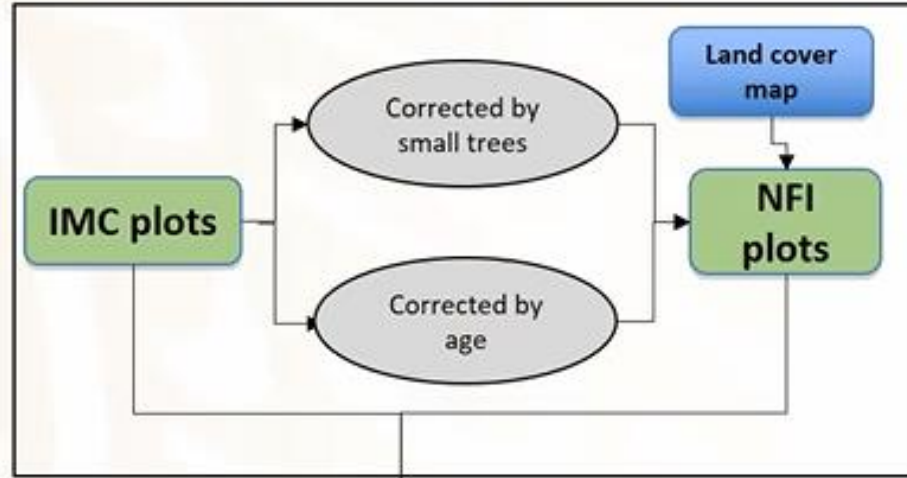 Land cover
map
Corrected by
small trees
IMC plots
NFI
plots
Corrected by
age